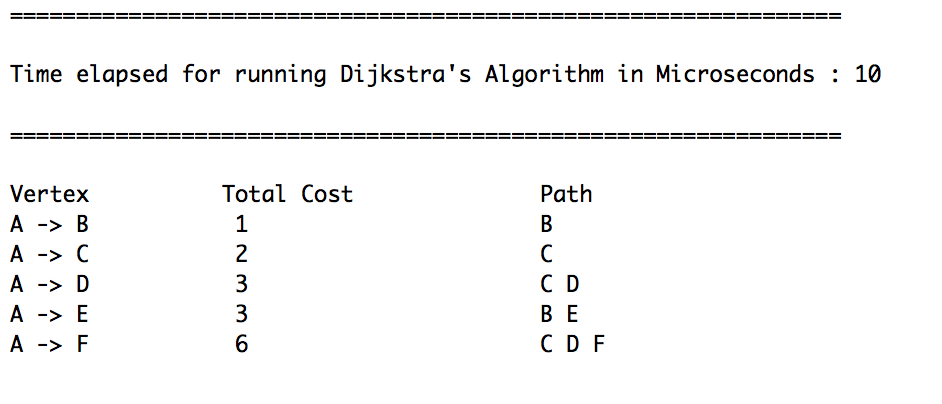 ===============================================================
Time elapsed for running Dijkstra's Algorithm in Microseconds : 10
===============================================================
Vertex          Total Cost              Path
A -> B           1                      B
A -> C           2                      C
A -> D           3                      C D
A -> E           3                      B E
A -> F           6                      C D F